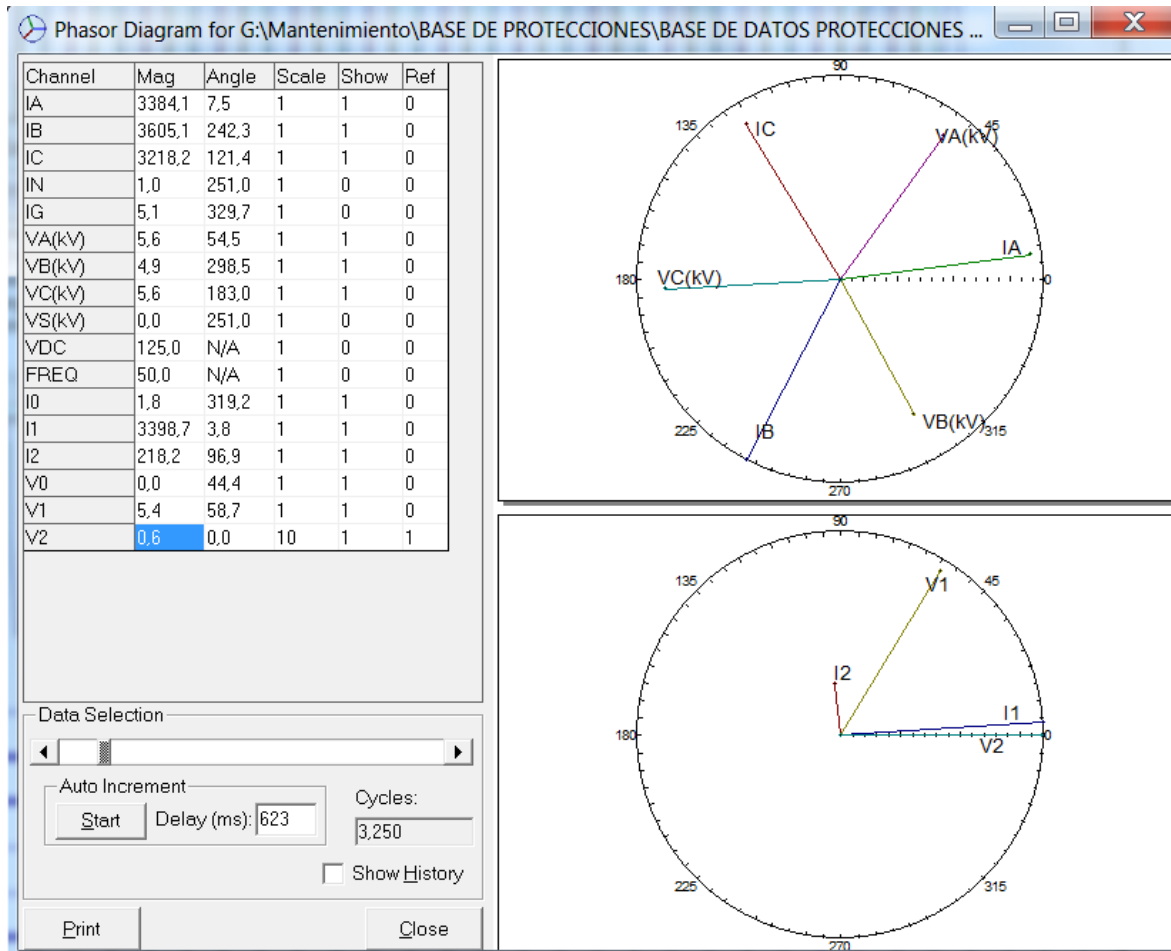 Phasor Diagram for G:\Mantenimiento\BASE DE PROTECCIONES\BASE DE DATOS PROTECCIONES ...
Channel Mag Angle Scale Show Ref
IA 3384,1 7,5 1 1 0
IB 3605,1 242,3 1 1 0
IC 3218,2 121,4 1 1 0
IN 1,0 251,0 1 0 0
IG 5,1 329,7 1 0 0
VA(kV) 5,6 54,5 1 1 0
VB(kV) 4,9 298,5 1 1 0
VC(kV) 5,6 183,0 1 1 0
VS(kV) 0,0 251,0 1 0 0
VDC 125,0 N/A 1 0 0
FREQ 50,0 N/A 1 0 0
I0 1,8 319,2 1 1 0
I1 3398,7 3,8 1 1 0
I2 218,2 96,9 1 1 0
V0 0,0 44,4 1 1 0
V1 5,4 58,7 1 1 0
V2 0,6 0,0 10 1 1
Data Selection
Auto Increment
Start Delay (ms): 623
Cycles:
3,250
Show History
Print Close
90
135 IC 45
VA(kV)
IA
180 VC(kV) 0
IB VB(kV)
225 315
270
90
135 45
V1
I2
I1
180 0
V2
225 315
270